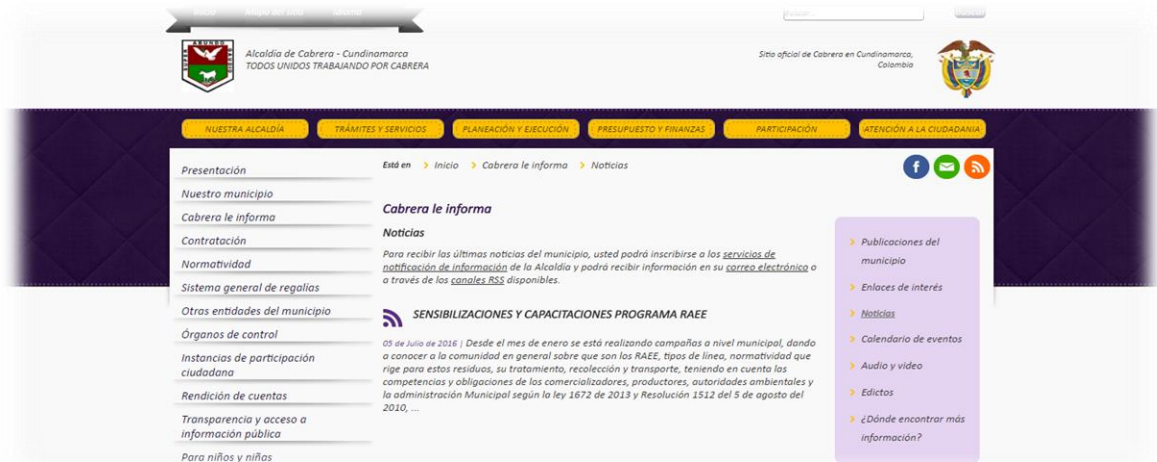 Inicio Mapa del sitio Idioma
Buscar...
Alcaldía de Cabrera - Cundinamarca
TODOS UNIDOS TRABAJANDO POR CABRERA
Sitio oficial de Cabrera en Cundinamarca,
Colombia
NUESTRA ALCALDÍA TRÁMITES Y SERVICIOS PLANEACIÓN Y EJECUCIÓN PRESUPUESTO Y FINANZAS PARTICIPACIÓN ATENCIÓN A LA CIUDADANIA
Presentación
Nuestro municipio
Cabrera le informa
Contratación
Normatividad
Sistema general de regalías
Otras entidades del municipio
Órganos de control
Instancias de participación
ciudadana
Rendición de cuentas
Transparencia y acceso a
información pública
Para niños y niñas
Está en > Inicio > Cabrera le informa > Noticias
Cabrera le informa
Noticias
Para recibir las últimas noticias del municipio, usted podrá inscribirse a los servicios de
notificación de información de la Alcaldía y podrá recibir información en su correo electrónico o
a través de los canales RSS disponibles.
SENSIBILIZACIONES Y CAPACITACIONES PROGRAMA RAEE
05 de Julio de 2016 | Desde el mes de enero se está realizando campañas a nivel municipal, dando
a conocer a la comunidad en general sobre que son los RAEE, tipos de linea, normatividad que
rige para estos residuos, su tratamiento, recolección y transporte, teniendo en cuenta las
competencias y obligaciones de los comercializadores, productores, autoridades ambientales y
la administración Municipal según la ley 1672 de 2013 y Resolución 1512 del 5 de agosto del
2010, ...
> Publicaciones del
municipio
> Enlaces de interés
> Noticias
> Calendario de eventos
> Audio y video
> Edictos
> ¿Dónde encontrar más
información?